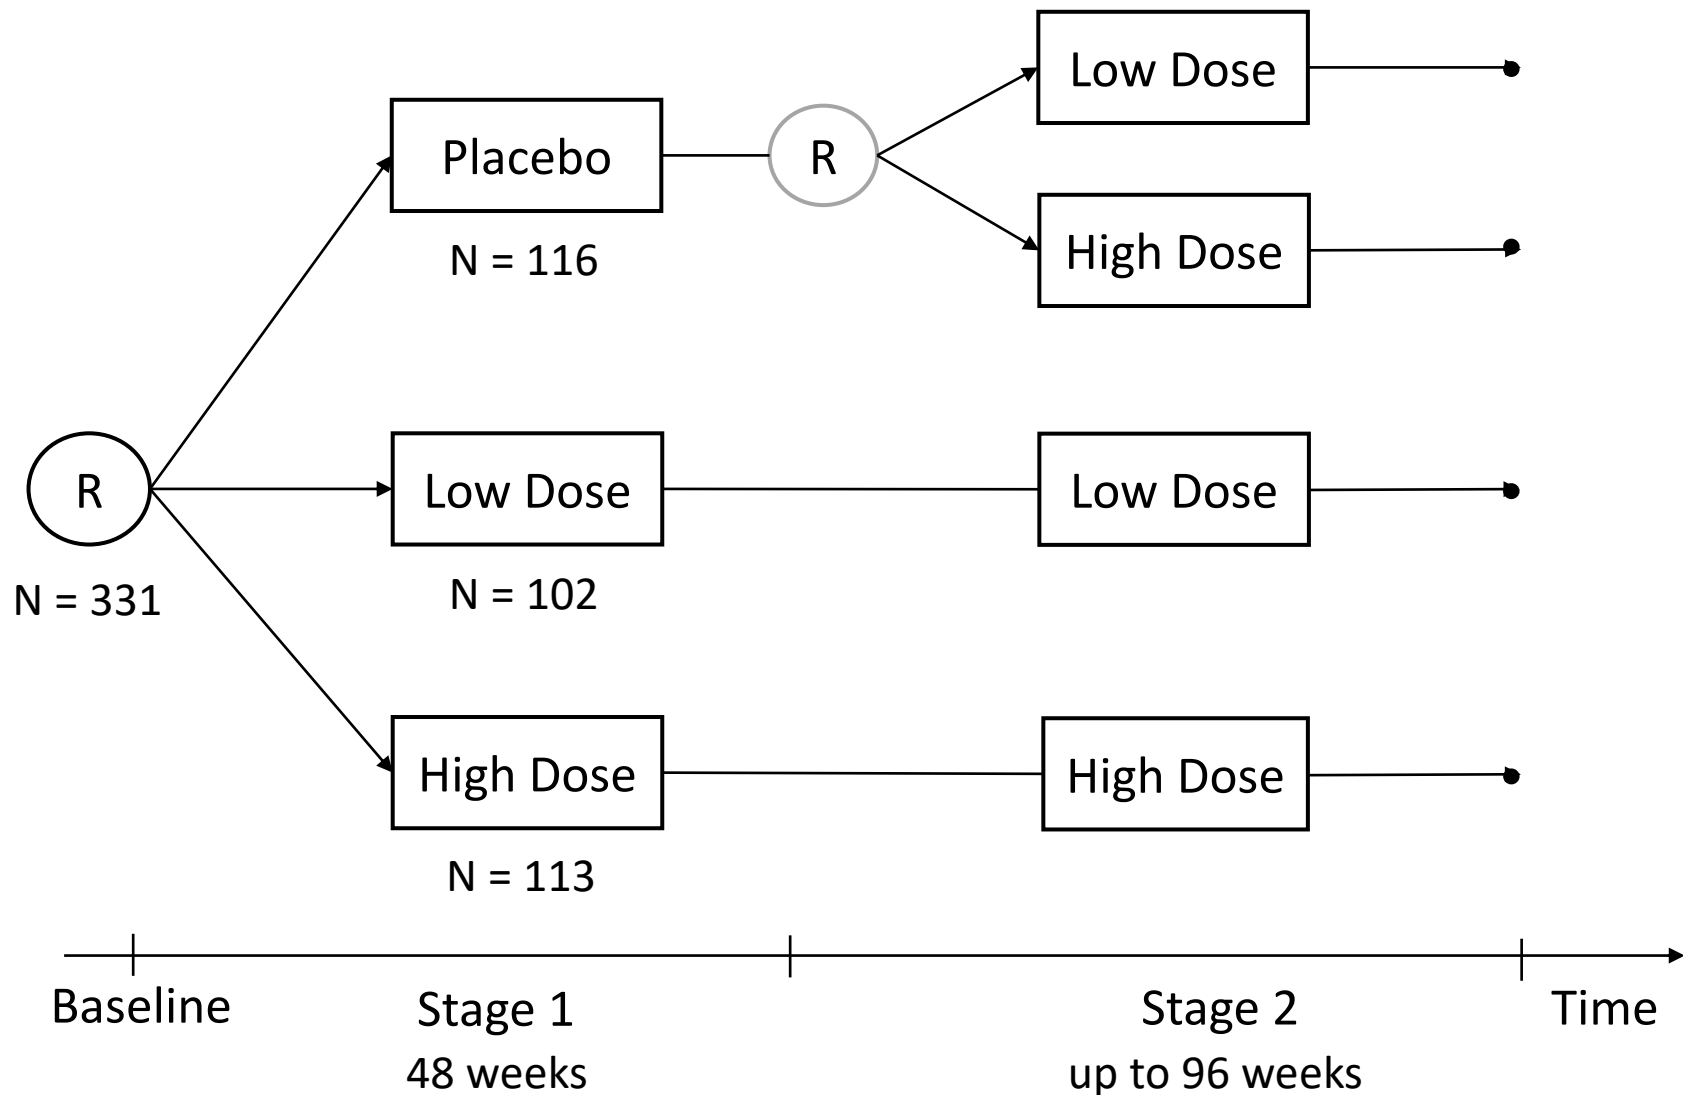 Low Dose
Placebo
R
High Dose
N = 116
R
Low Dose
Low Dose
N = 331
N = 102
High Dose
High Dose
N = 113
Baseline
Stage 1
Stage 2
Time
48 weeks
up to 96 weeks